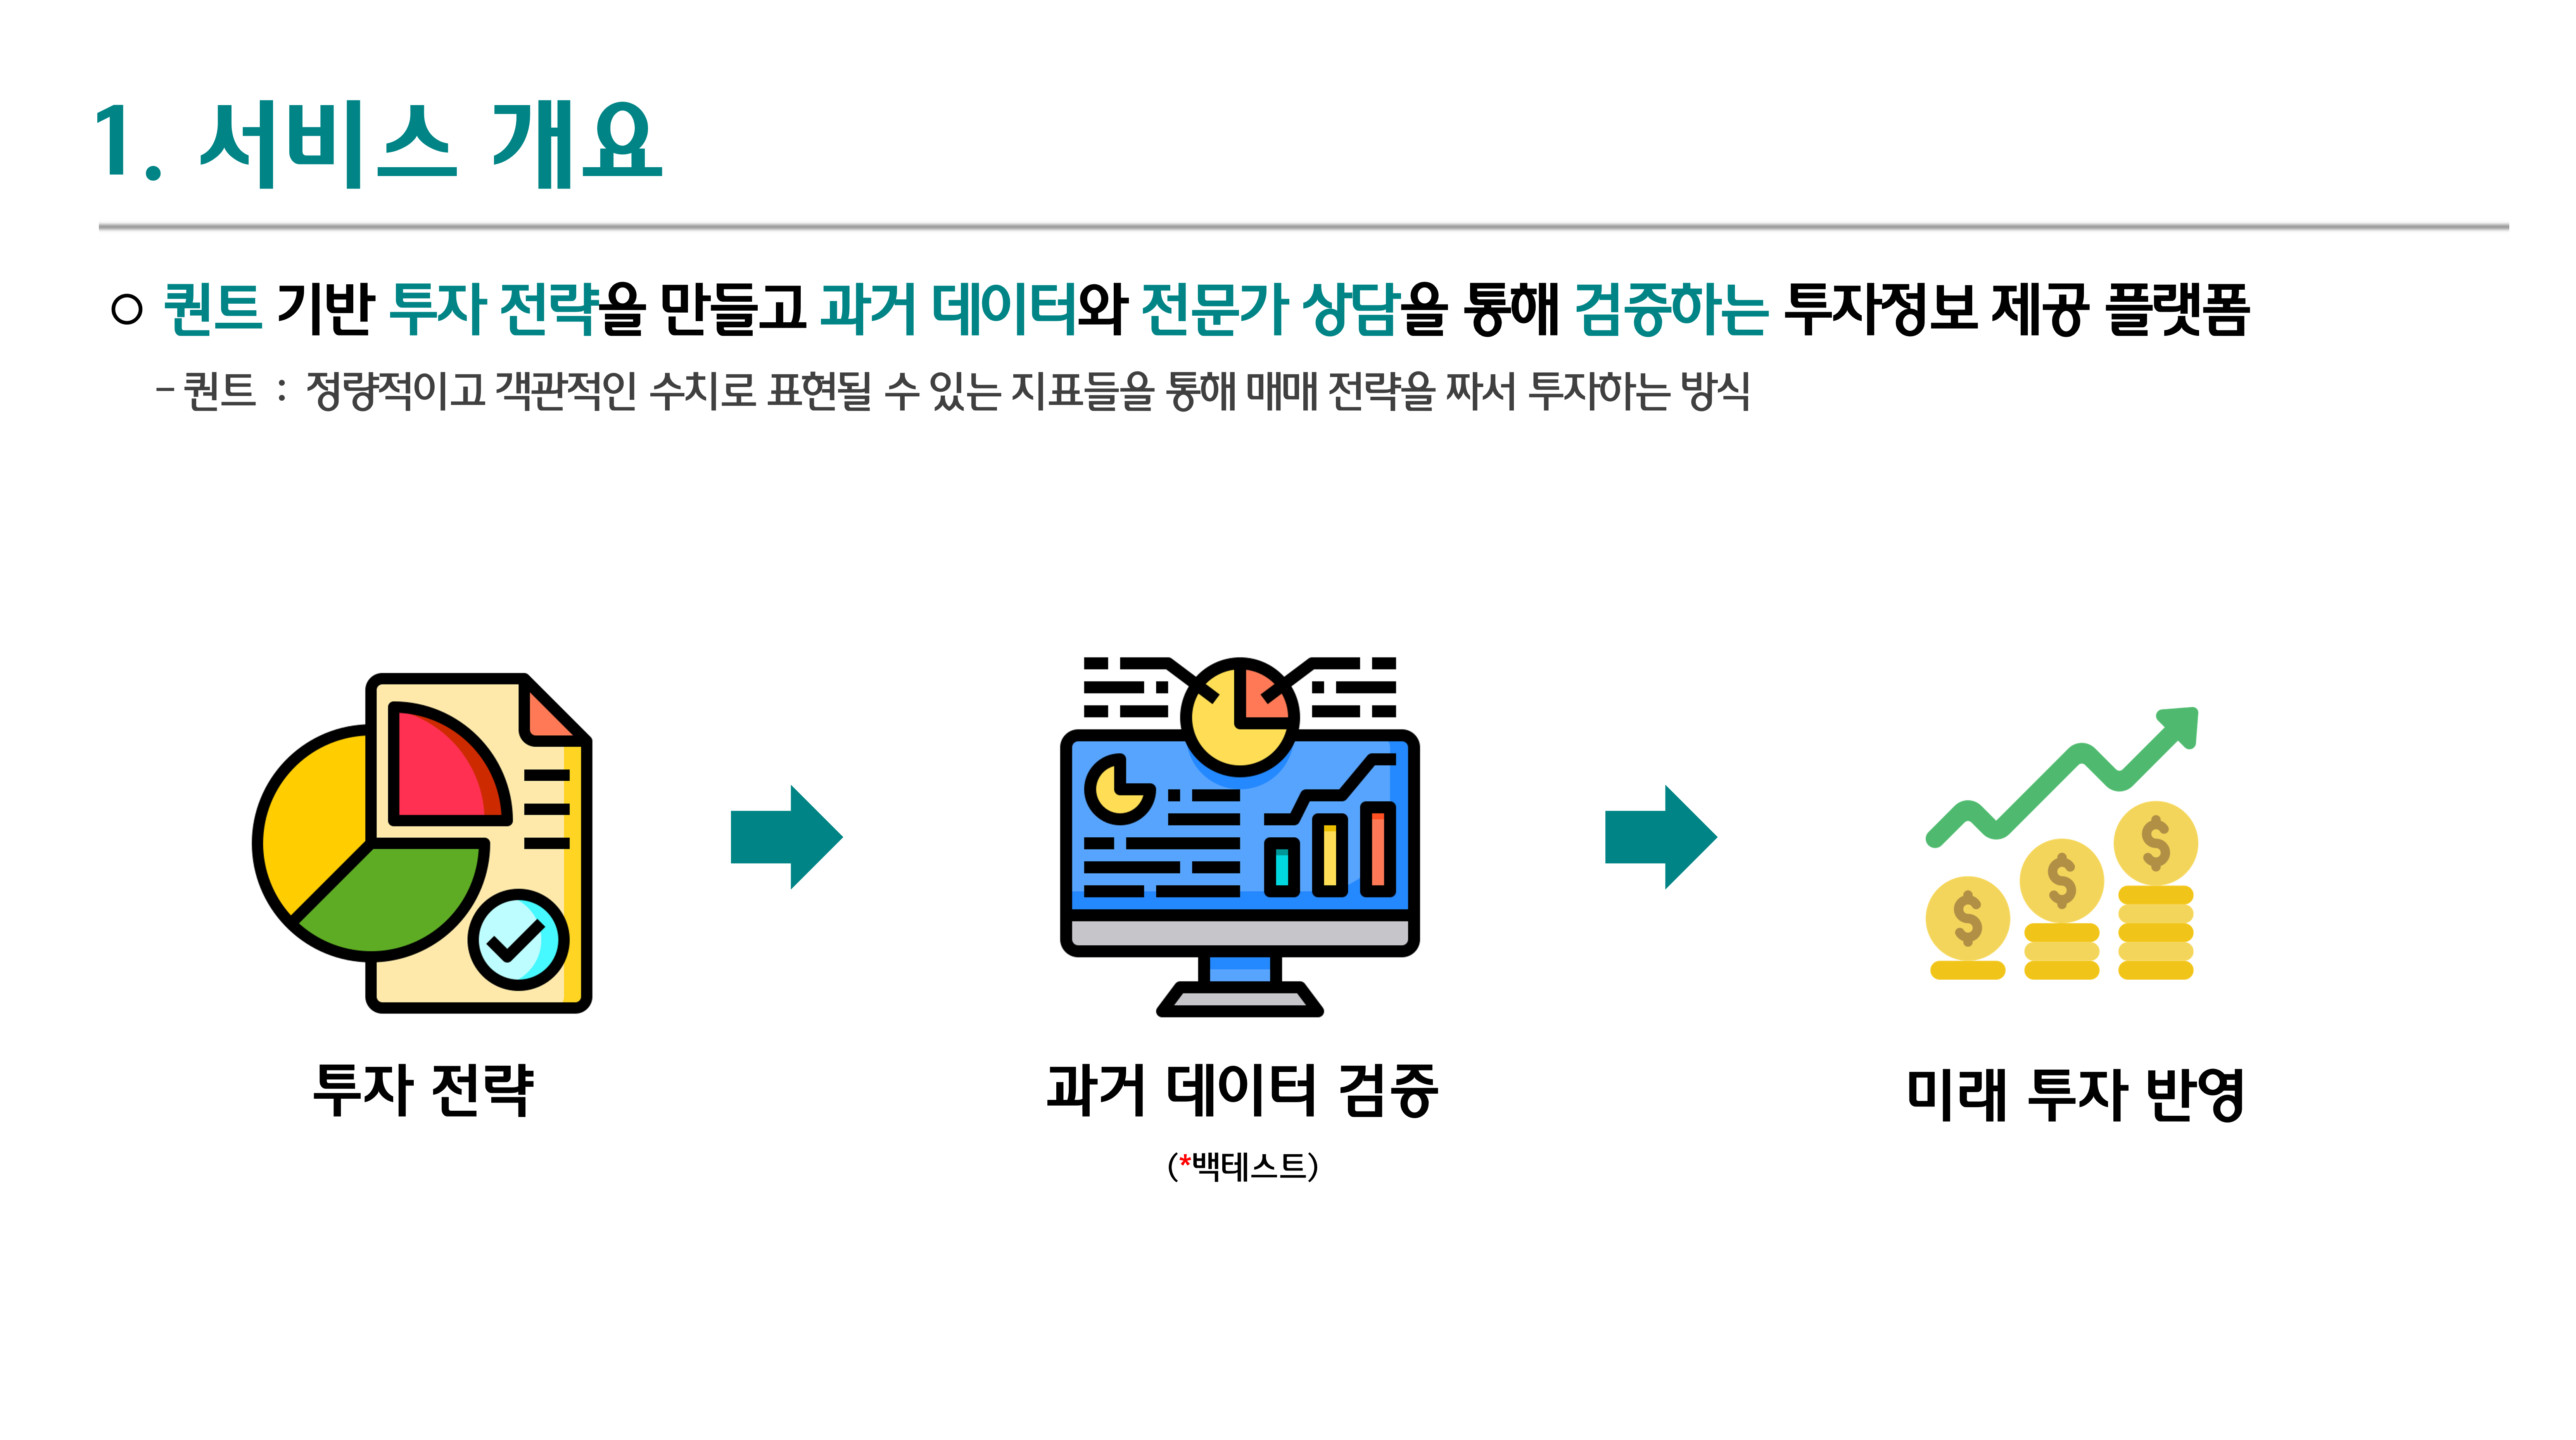 1. 서비스 개요
○ 퀀트 기반 투자 전략을 만들고 과거 데이터와 전문가 상담을 통해 검증하는 투자정보 제공 플랫폼
– 퀀트 : 정량적이고 객관적인 수치로 표현될 수 있는 지표들을 통해 매매 전략을 짜서 투자하는 방식
투자 전략
과거 데이터 검증
(*백테스트)
미래 투자 반영